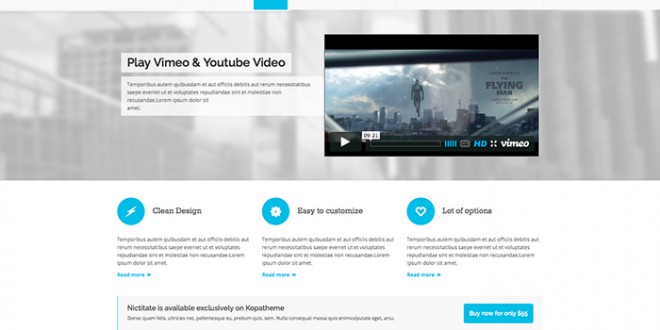 Play Vimeo & Youtube Video
Temporibus autem quibusdam et aut officiis debitis aut rerum necessitatibus
saepe eveniet ut et voluptates repudiandae sint et molestiae non
recusandae.Lorem ipsum dolor sit
amet.
THE
FLYING
MAN
09:21
HD vimeo
Clean Design
Easy to customize
Lot of options
Temporibus autem quibusdam et aut officiis debitis aut
rerum necessitatibus saepe eveniet ut et voluptates
repudiandae sint et molestiae non recusandae.Lorem
ipsum dolor sit amet.
Read more »
Temporibus autem quibusdam et aut officiis debitis aut
rerum necessitatibus saepe eveniet ut et voluptates
repudiandae sint et molestiae non recusandae.Lorem
ipsum dolor sit amet.
Read more »
Temporibus autem quibusdam et aut officiis debitis aut
rerum necessitatibus saepe eveniet ut et voluptates
repudiandae sint et molestiae non recusandae.Lorem
ipsum dolor sit amet.
Read more »
Nictitate is available exclusively on Kopatheme
Donec quam felis, ultricies nec, pellentesque eu, pretium quis, sem. Nulla consequat massa quis enimvulputate eget, arcu.
Buy now for only $55